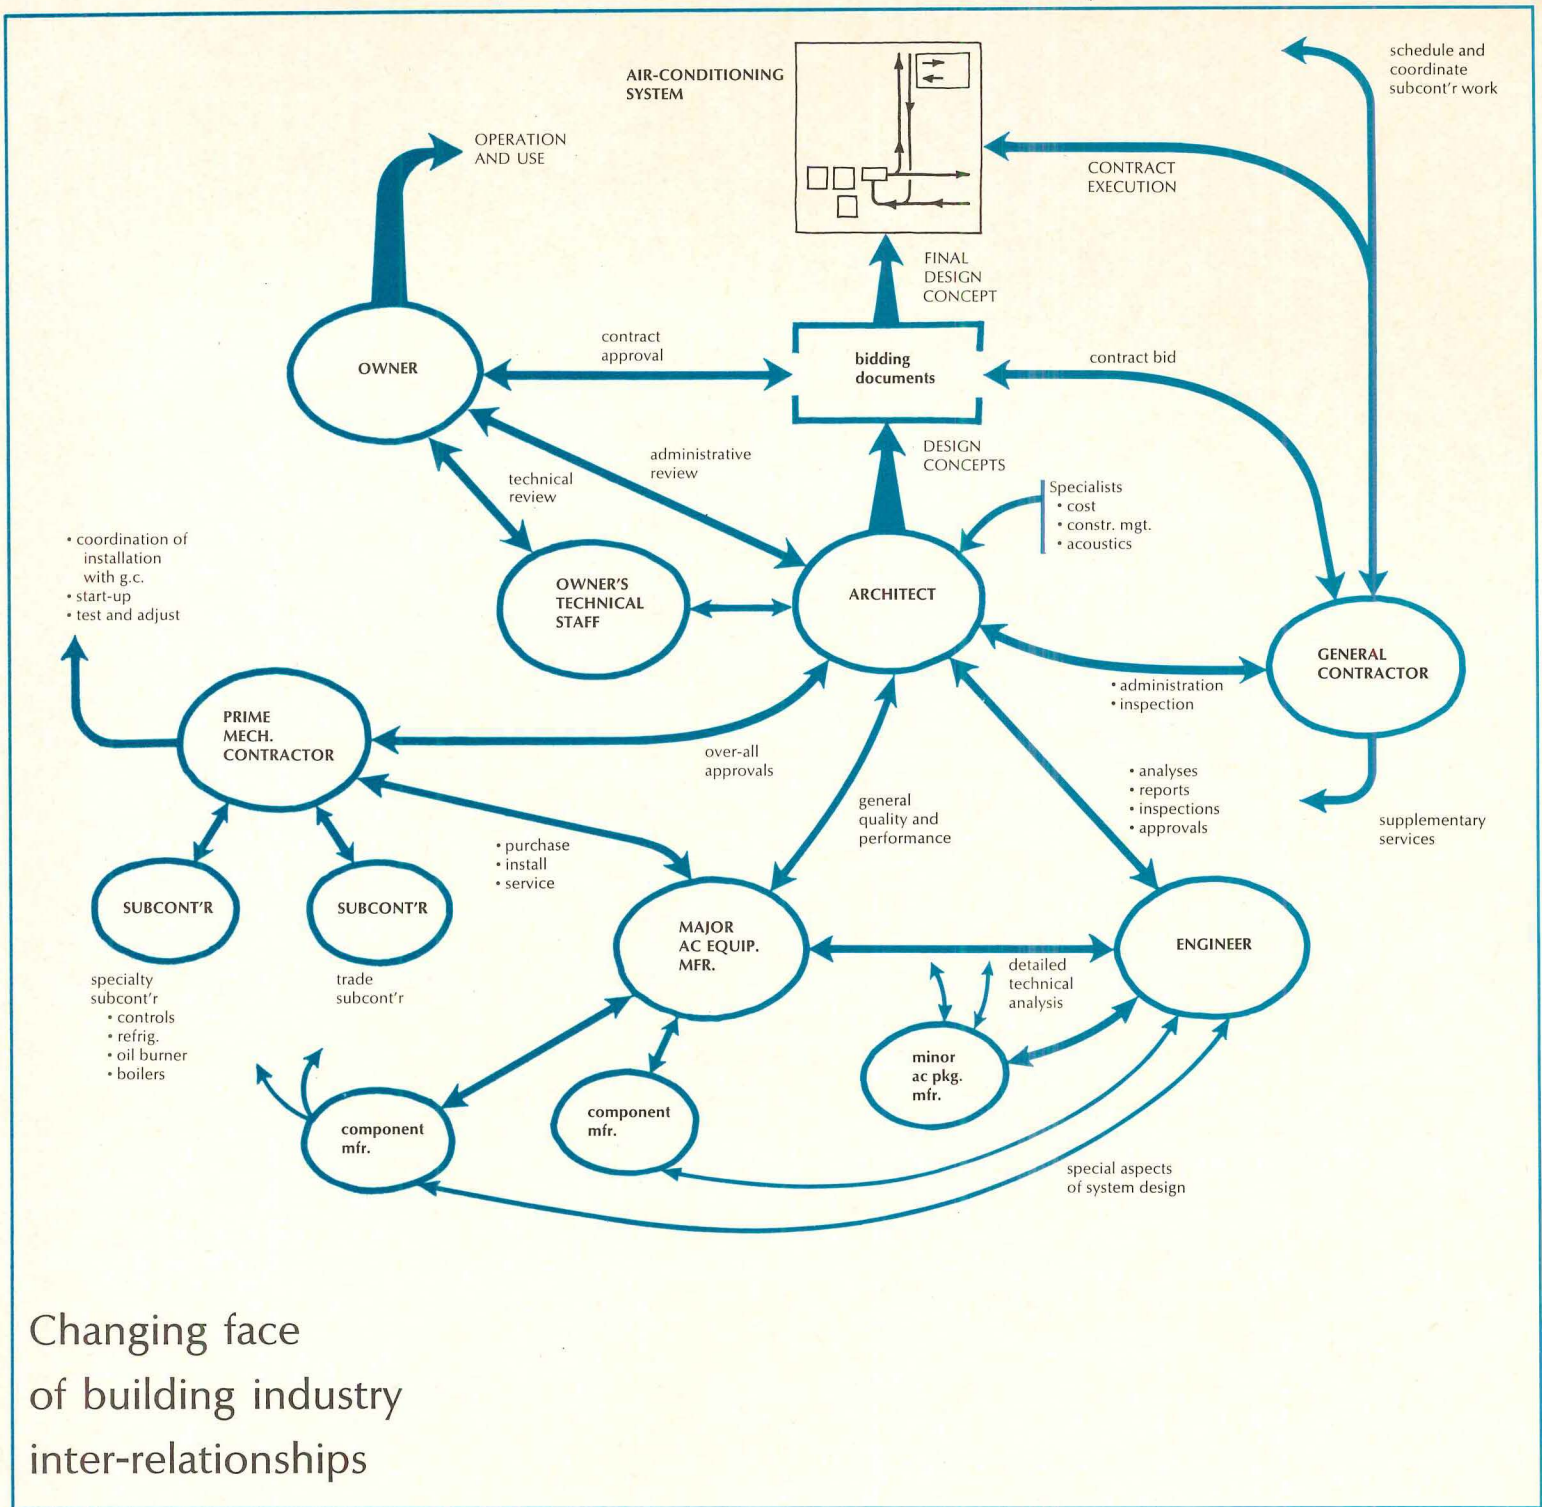 AIR-CONDITIONING
SYSTEM
schedule and
coordinate
subcont'r work
OPERATION
AND USE
CONTRACT
EXECUTION
FINAL
DESIGN
CONCEPT
OWNER
contract
approval
bidding
documents
contract bid
technical
review
administrative
review
DESIGN
CONCEPTS
Specialists
• cost
• constr. mgt.
• acoustics
• coordination of
installation
with g.c.
• start-up
• test and adjust
OWNER'S
TECHNICAL
STAFF
ARCHITECT
GENERAL
CONTRACTOR
• administration
• inspection
PRIME
MECH.
CONTRACTOR
over-all
approvals
general
quality and
performance
• analyses
• reports
• inspections
• approvals
supplementary
services
• purchase
• install
• service
SUBCONT'R
SUBCONT'R
MAJOR
AC EQUIP.
MFR.
ENGINEER
specialty
subcont'r
• controls
• refrig.
• oil burner
• boilers
trade
subcont'r
detailed
technical
analysis
minor
ac pkg.
mfr.
component
mfr.
component
mfr.
special aspects
of system design
Changing face
of building industry
inter-relationships